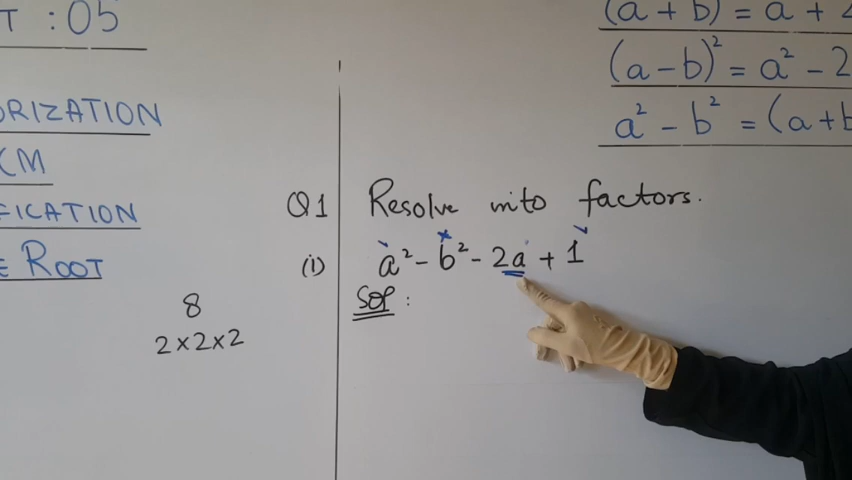 T : 05
(a + b) = a + 2
(a – b)² = a² – 2
a² – b² = (a + b
ORIZATION
CM
FICATION
E ROOT
8
2×2×2
Q1 Resolve into factors.
(i) a² – b² – 2a + 1
Sol :